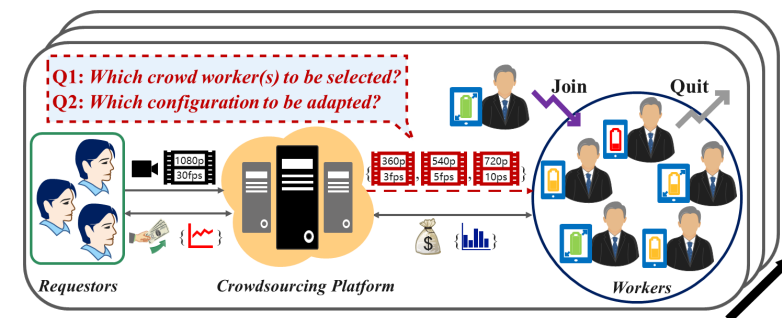 Q1: Which crowd worker(s) to be selected?
Q2: Which configuration to be adapted?
Join
Quit
1080p
30fps
{ 360p 3fps , 540p 5fps , 720p 10ps }
{ }
$
{ }
Requestors
Crowdsourcing Platform
Workers